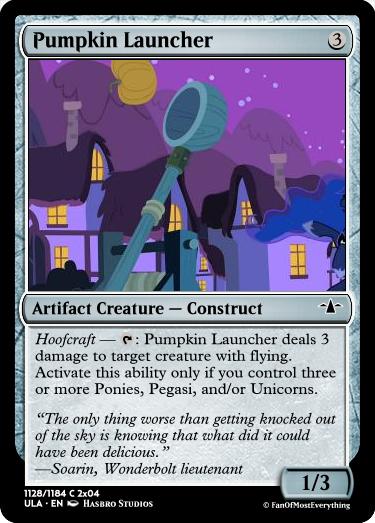 Pumpkin Launcher 3
Artifact Creature — Construct
Hoofcraft — : Pumpkin Launcher deals 3
damage to target creature with flying.
Activate this ability only if you control three
or more Ponies, Pegasi, and/or Unicorns.
“The only thing worse than getting knocked out
of the sky is knowing that what did it could
have been delicious.”
—Soarin, Wonderbolt lieutenant
1/3
1128/1184 C 2x04
ULA • EN Hasbro Studios
© FanOfMostEverything